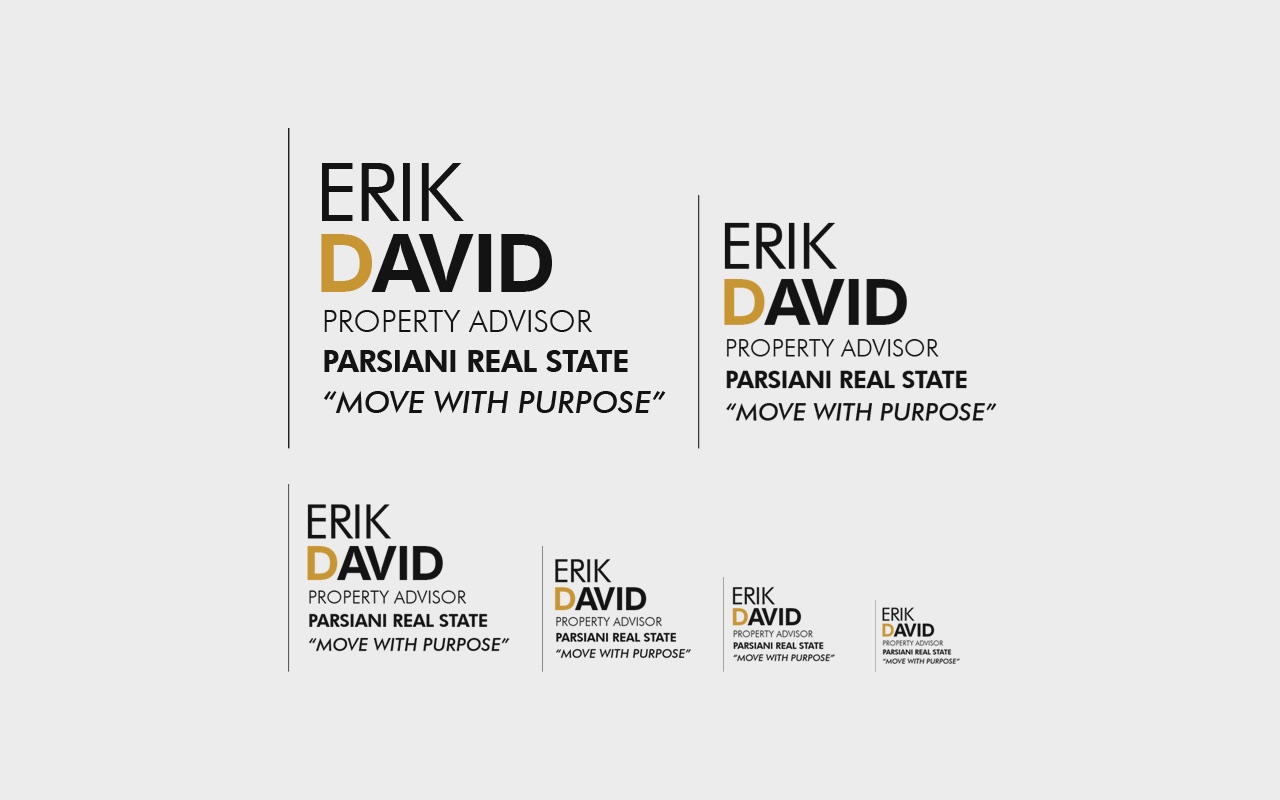 ERIK
DAVID
PROPERTY ADVISOR
PARSIANI REAL STATE
“MOVE WITH PURPOSE”
ERIK
DAVID
PROPERTY ADVISOR
PARSIANI REAL STATE
“MOVE WITH PURPOSE”
ERIK
DAVID
PROPERTY ADVISOR
PARSIANI REAL STATE
“MOVE WITH PURPOSE”
ERIK
DAVID
PROPERTY ADVISOR
PARSIANI REAL STATE
“MOVE WITH PURPOSE”
ERIK
DAVID
PROPERTY ADVISOR
PARSIANI REAL STATE
“MOVE WITH PURPOSE”
ERIK
DAVID
PROPERTY ADVISOR
PARSIANI REAL STATE
“MOVE WITH PURPOSE”